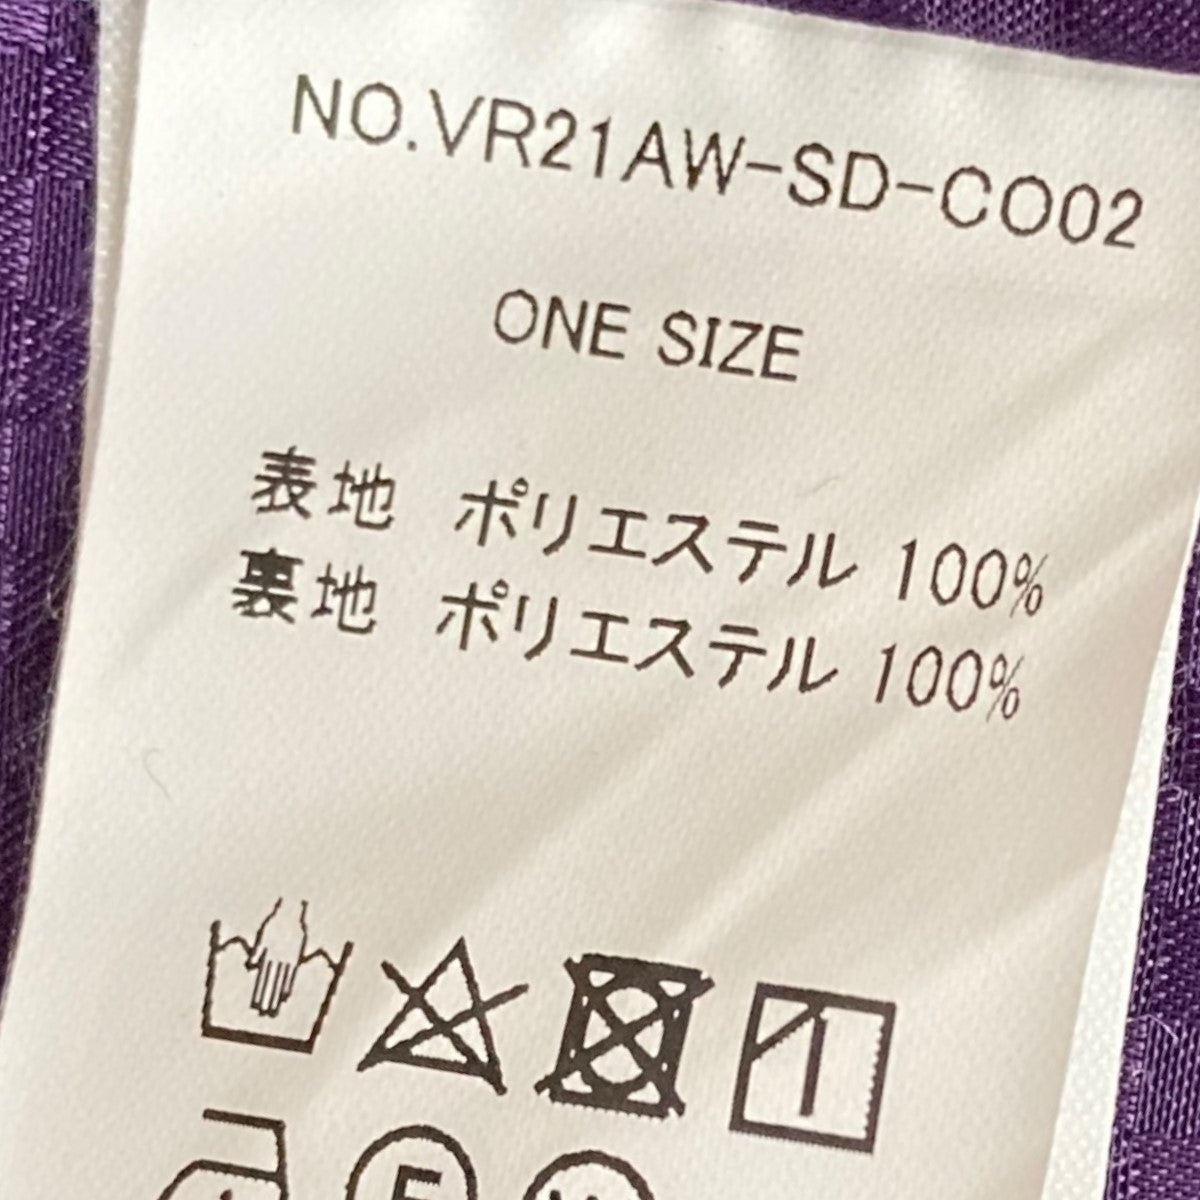 NO.VR21AW-SD-CO02
ONE SIZE
表地 ポリエステル 100%
裏地 ポリエステル 100%